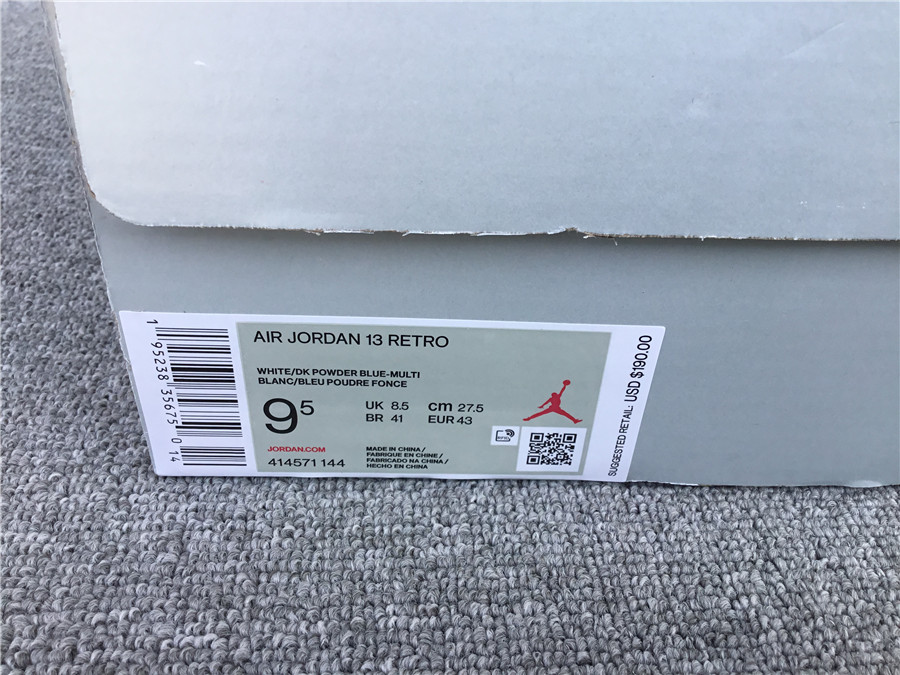 AIR JORDAN 13 RETRO
WHITE/DK POWDER BLUE-MULTI
BLANC/BLEU POUDRE FONCE
9⁵
UK 8.5 cm 27.5
BR 41 EUR 43
JORDAN.COM
414571 144
MADE IN CHINA /
FABRIQUE EN CHINE /
FABRICADO NA CHINA /
HECHO EN CHINA
1 95238 35675 0 14
SUGGESTED RETAIL: USD $190.00